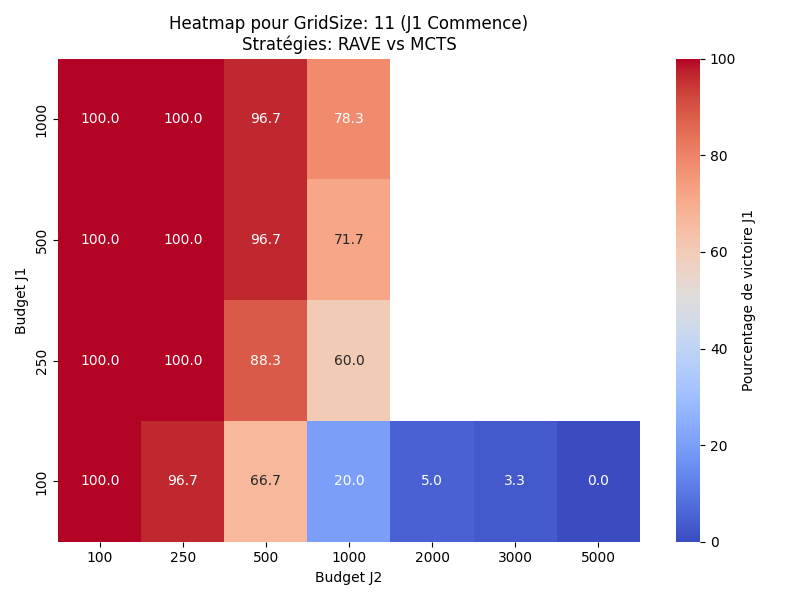 Heatmap pour GridSize: 11 (J1 Commence)
Stratégies: RAVE vs MCTS
Budget J1
1000
100.0 100.0 96.7 78.3
500
100.0 100.0 96.7 71.7
250
100.0 100.0 88.3 60.0
100
100.0 96.7 66.7 20.0 5.0 3.3 0.0
100 250 500 1000 2000 3000 5000
Budget J2
100
80
60
40
20
0
Pourcentage de victoire J1